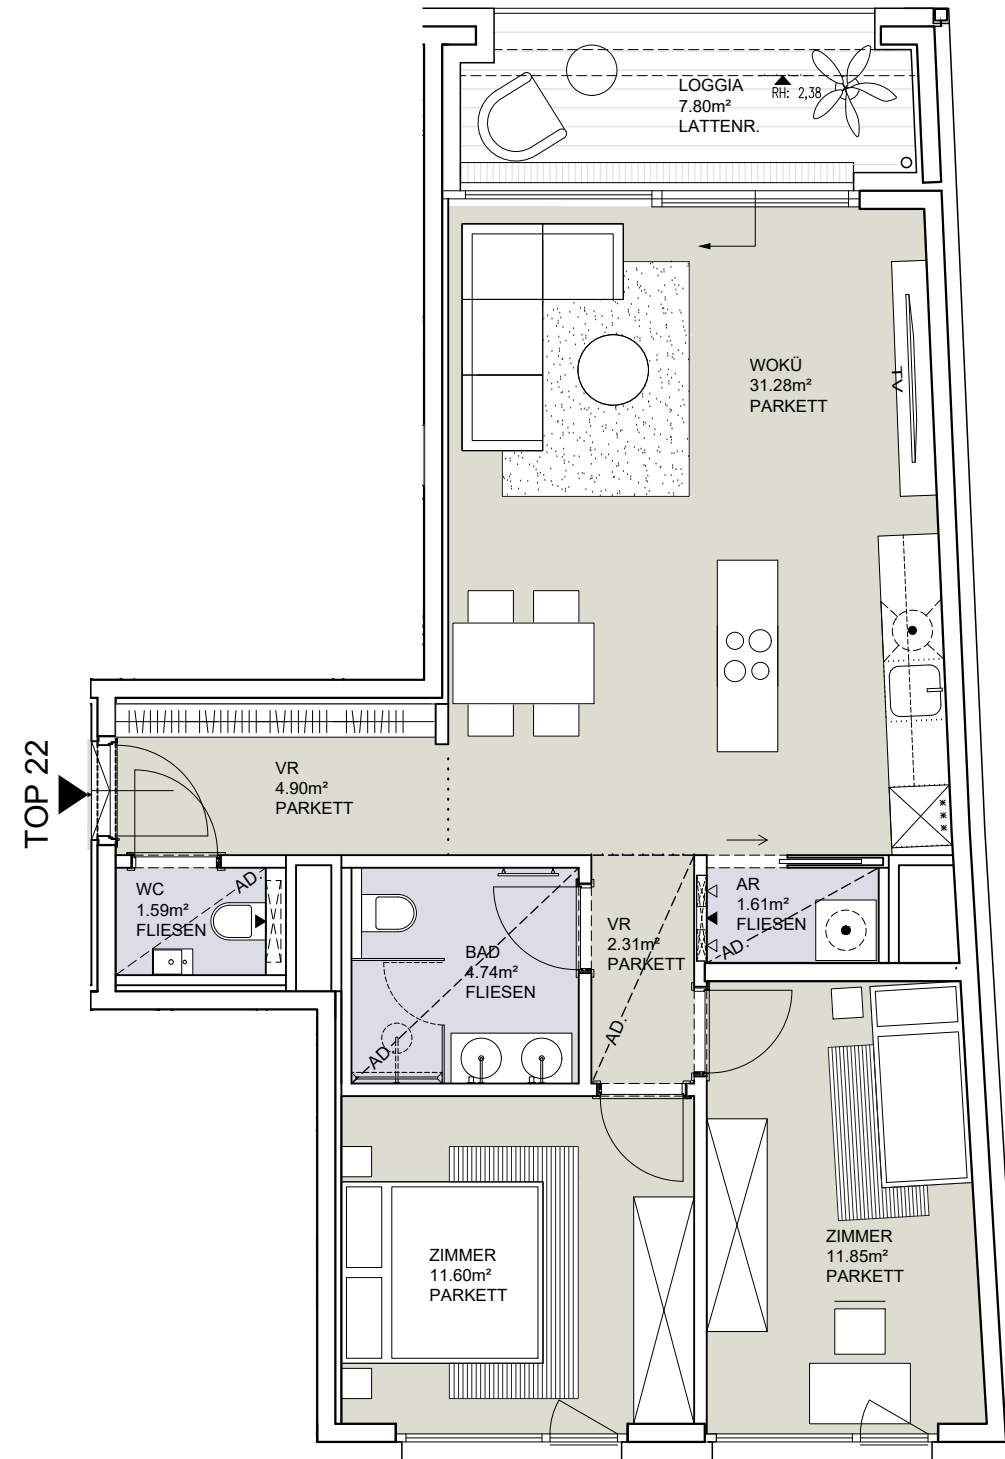 LOGGIA
7.80m²
LATTENR.
RH: 2,38
WOKÜ
31.28m²
PARKETT
TV
TOP 22
VR
4.90m²
PARKETT
WC
1.59m²
FLIESEN
AD.
BAD
4.74m²
FLIESEN
AD.
VR
2.31m²
PARKETT
AD.
AR
1.61m²
FLIESEN
AD.
ZIMMER
11.60m²
PARKETT
ZIMMER
11.85m²
PARKETT